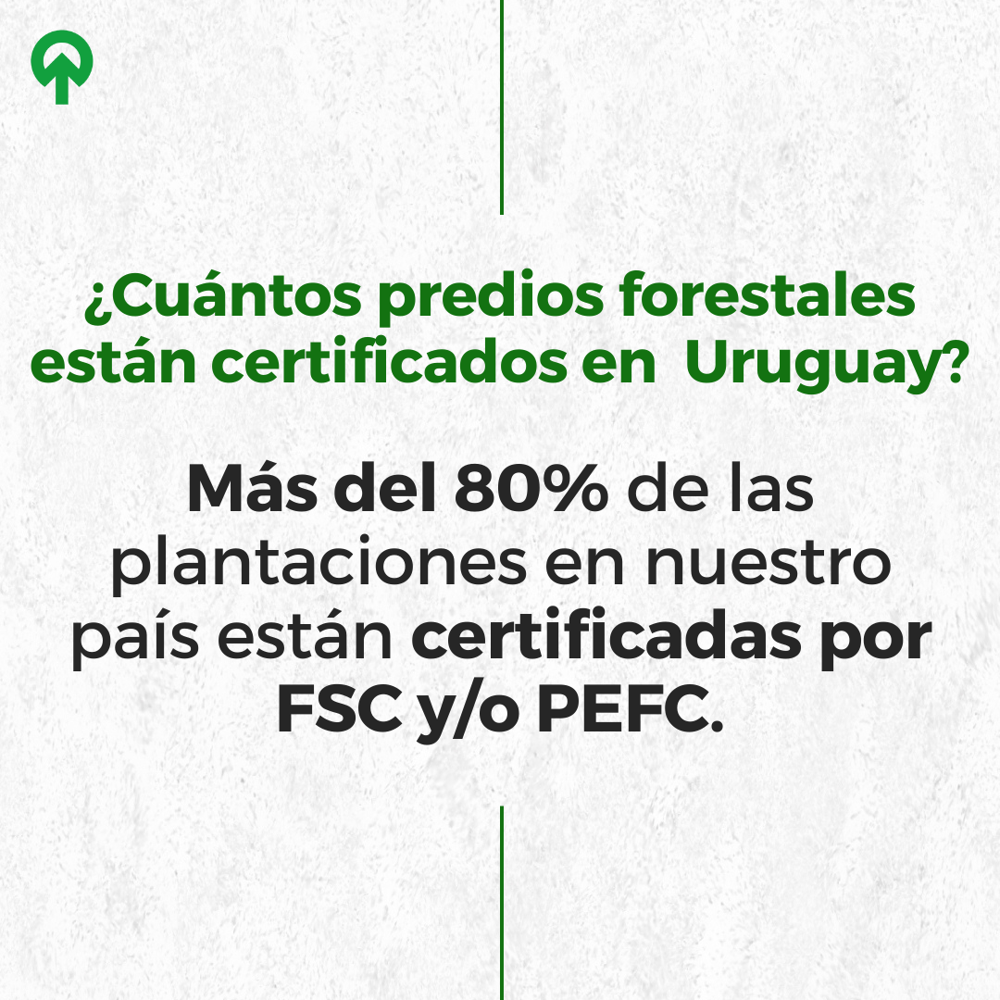 ¿Cuántos predios forestales
están certificados en  Uruguay?
Más del 80% de las
plantaciones en nuestro
país están certificadas por
FSC y/o PEFC.